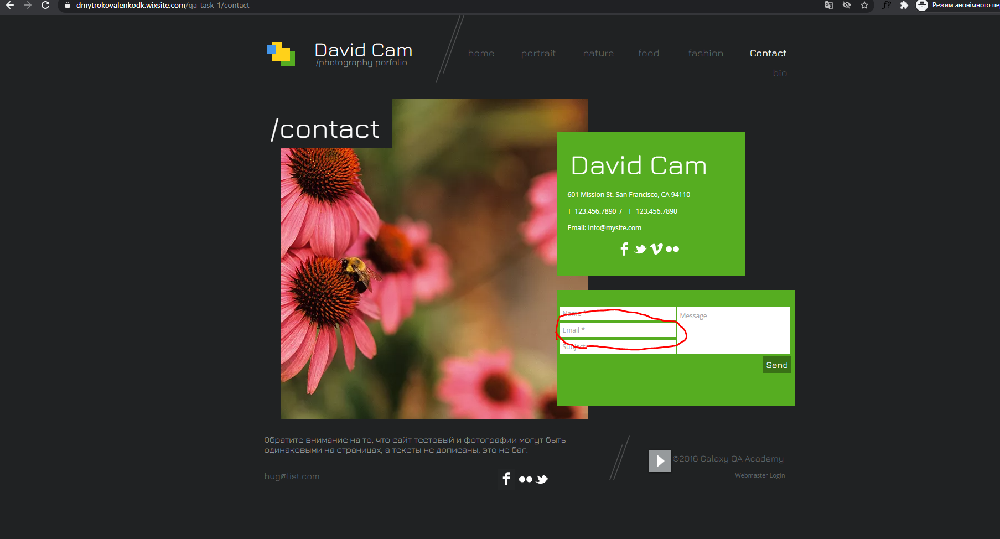 dmytrokovalenkodk.wixsite.com/qa-task-1/contact
Режим анонімного пе
David Cam
/photography porfolio
home portrait nature food fashion Contact
bio
/contact
David Cam
601 Mission St. San Francisco, CA 94110
T 123.456.7890 / F 123.456.7890
Email: info@mysite.com
Name *
Email *
Subject
Message
Send
Обратите внимание на то, что сайт тестовый и фотографии могут быть
одинаковыми на страницах, а тексты не дописаны, это не баг.
bug@list.com
©2016 Galaxy QA Academy
Webmaster Login